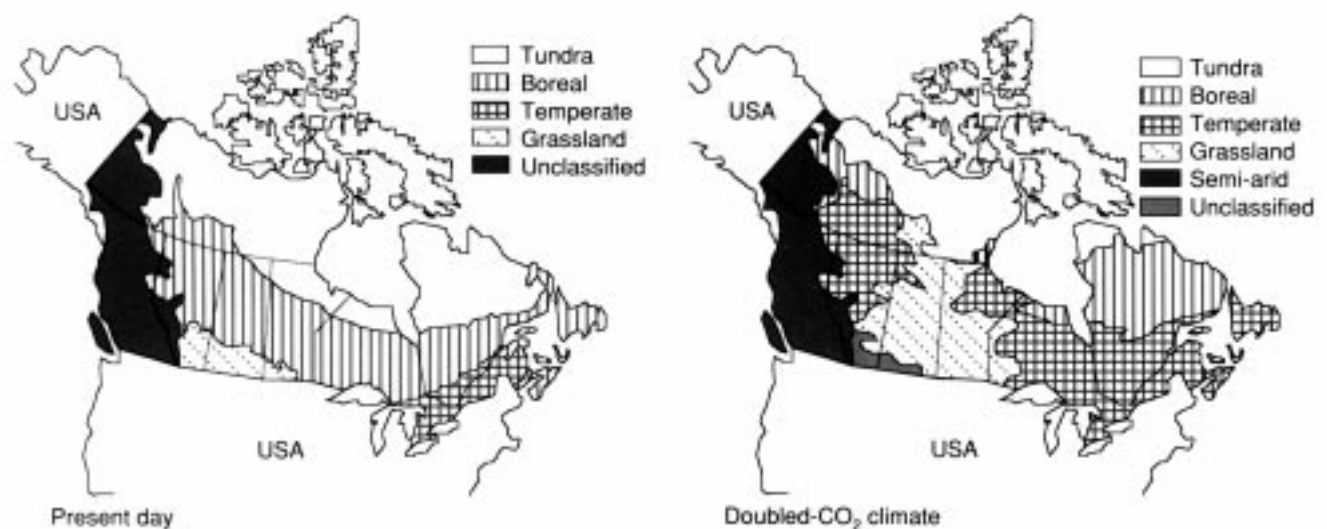 USA
Tundra
Boreal
Temperate
Grassland
Unclassified
USA
Present day
USA
Tundra
Boreal
Temperate
Grassland
Semi-arid
Unclassified
USA
Doubled-CO₂ climate